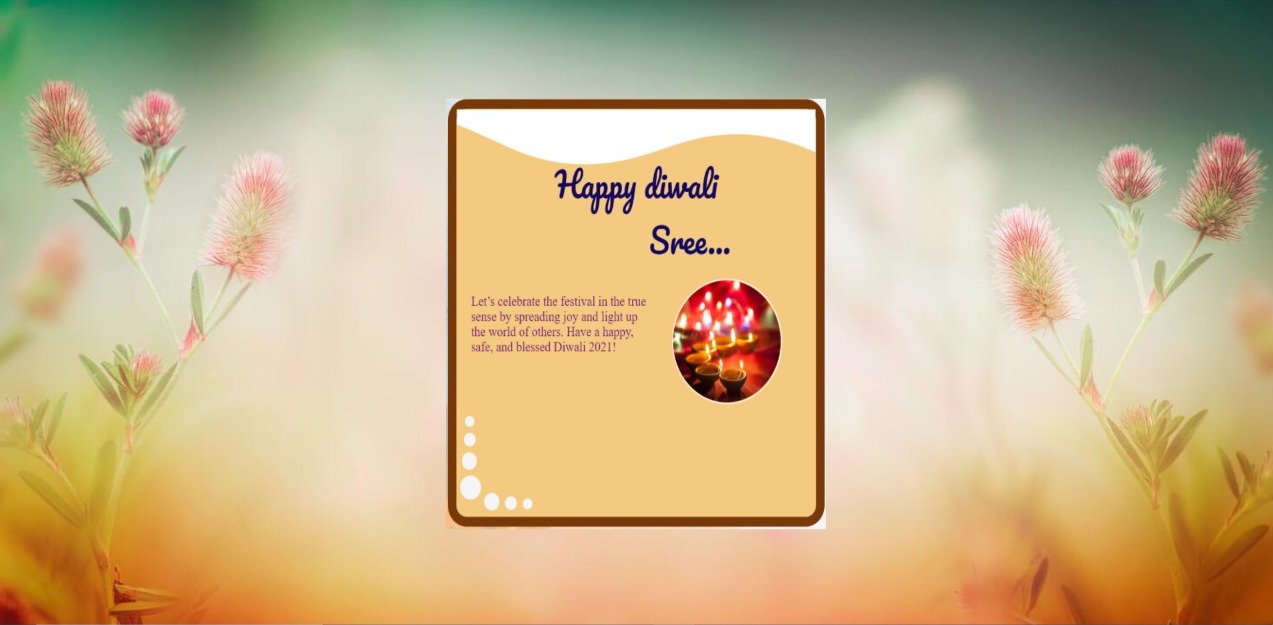 Happy diwali
Sree...
Let’s celebrate the festival in the true
sense by spreading joy and light up
the world of others. Have a happy,
safe, and blessed Diwali 2021!